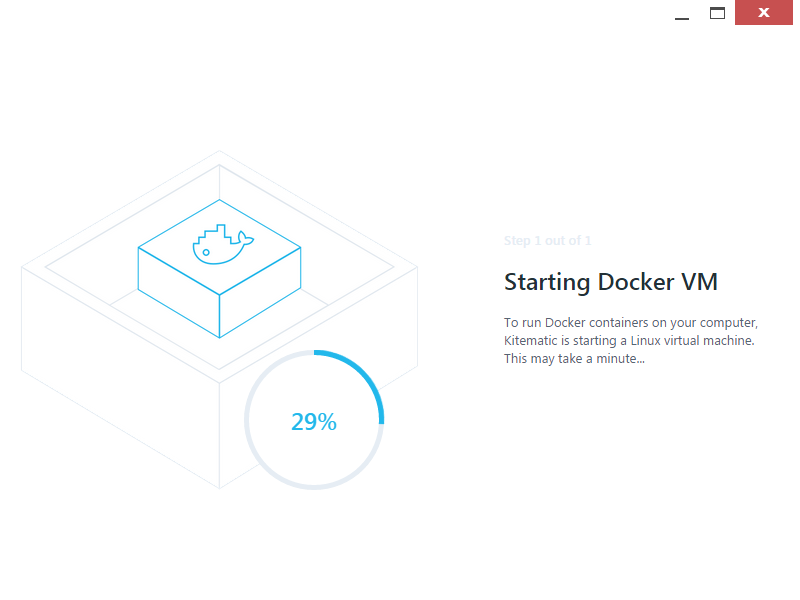 Step 1 out of 1
Starting Docker VM
To run Docker containers on your computer,
Kitematic is starting a Linux virtual machine.
This may take a minute...
29%